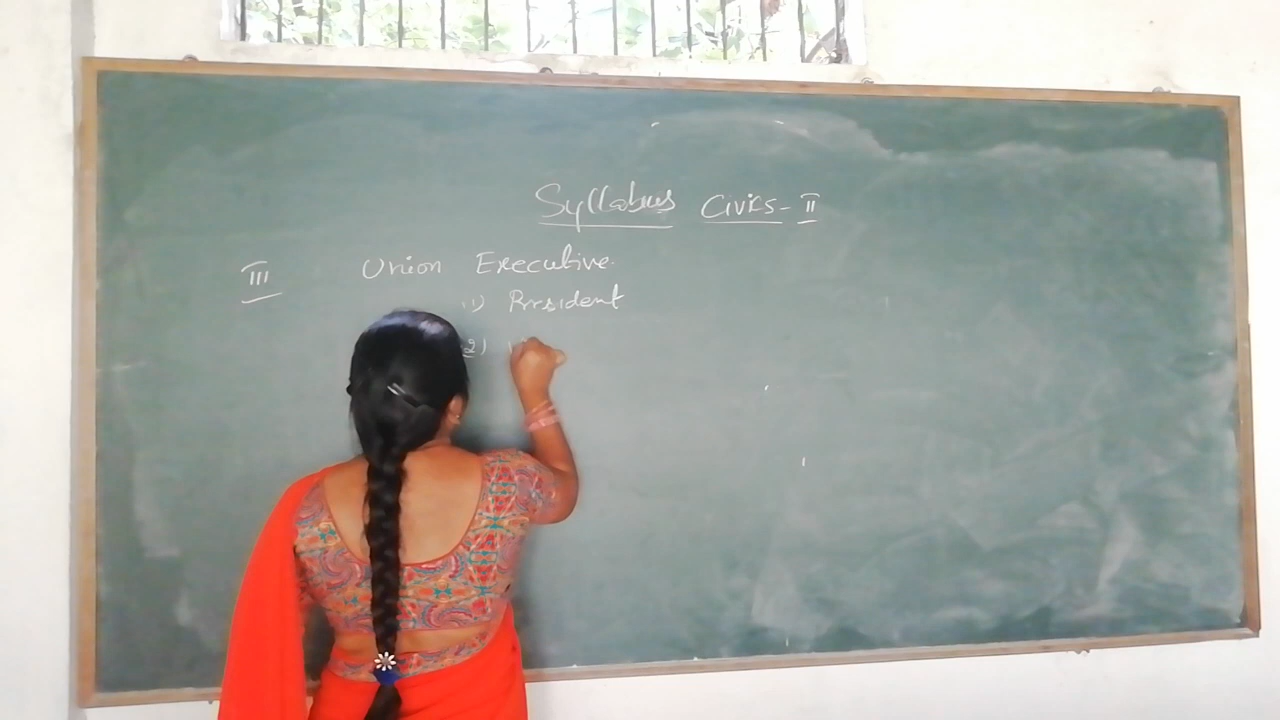 Syllabus Civics - II
III Union Executive.
1) President
2)